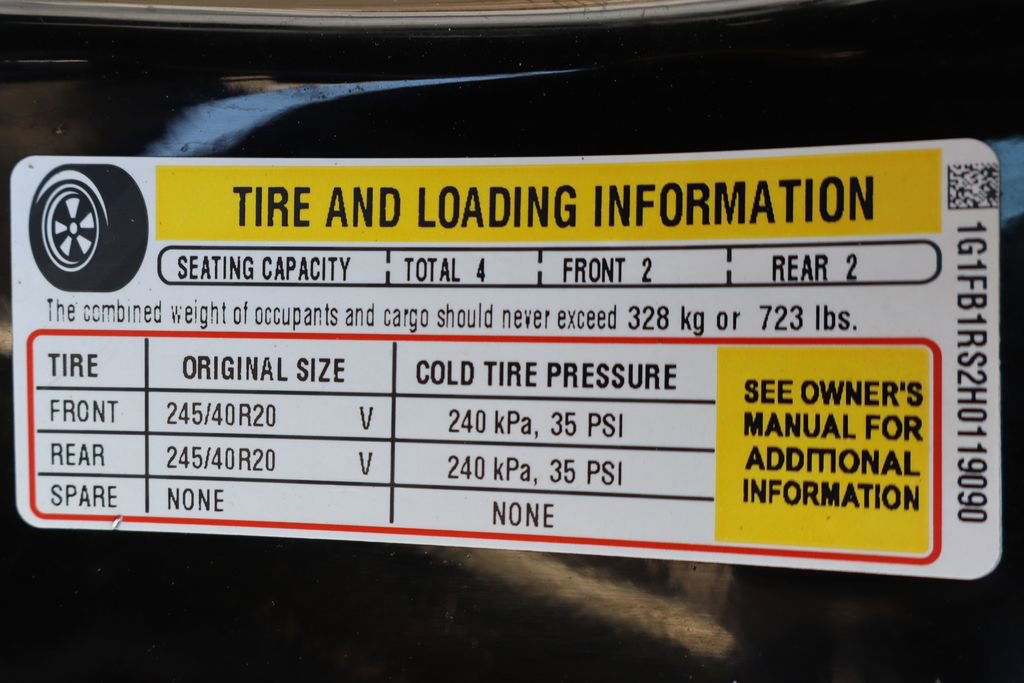 TIRE AND LOADING INFORMATION
SEATING CAPACITY TOTAL 4 FRONT 2 REAR 2
The combined weight of occupants and cargo should never exceed 328 kg or 723 lbs.
TIRE ORIGINAL SIZE COLD TIRE PRESSURE
FRONT 245/40R20 V 240 kPa, 35 PSI
REAR 245/40R20 V 240 kPa, 35 PSI
SPARE NONE NONE
SEE OWNER'S
MANUAL FOR
ADDITIONAL
INFORMATION
1G1FB1RS2H0119090